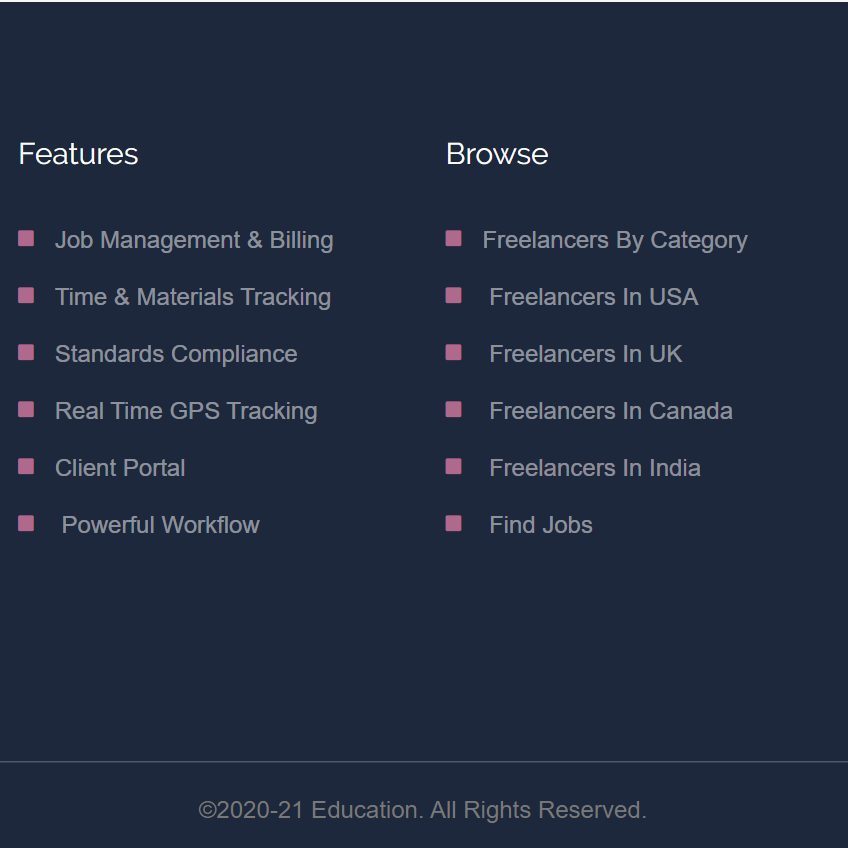 Features
Job Management & Billing
Time & Materials Tracking
Standards Compliance
Real Time GPS Tracking
Client Portal
Powerful Workflow
Browse
Freelancers By Category
Freelancers In USA
Freelancers In UK
Freelancers In Canada
Freelancers In India
Find Jobs
©2020-21 Education. All Rights Reserved.